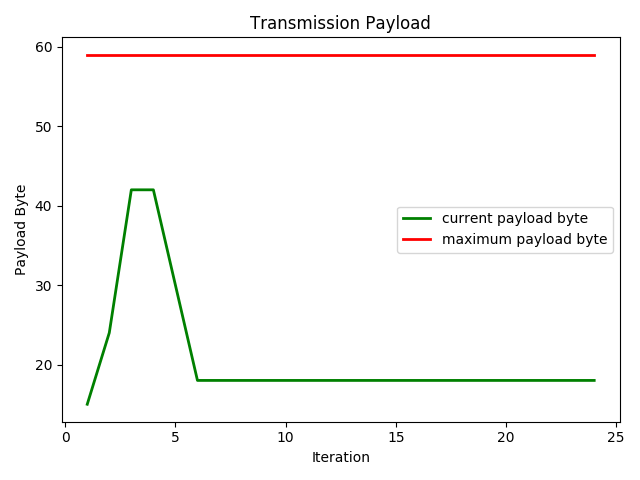 Transmission Payload
Payload Byte
60
50
40
30
20
current payload byte
maximum payload byte
0
5
10
15
20
25
Iteration